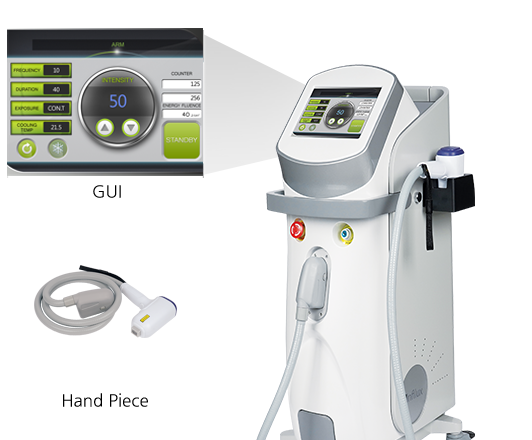 ARM
FREQUENCY 10
DURATION 40
EXPOSURE CON.T
COOLING TEMP 21.5
INTENSITY
50
COUNTER
125
256
ENERGY FLUENCE
40
STANDBY
GUI
Hand Piece